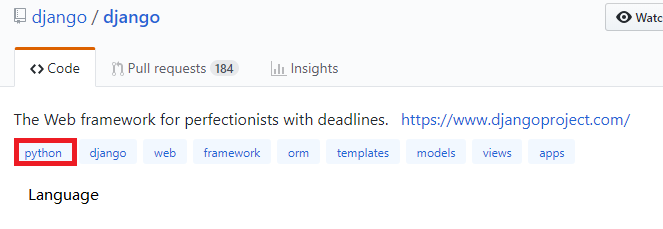 django / django
Watch
Code Pull requests 184 Insights
The Web framework for perfectionists with deadlines. https://www.djangoproject.com/
python django web framework orm templates models views apps
Language